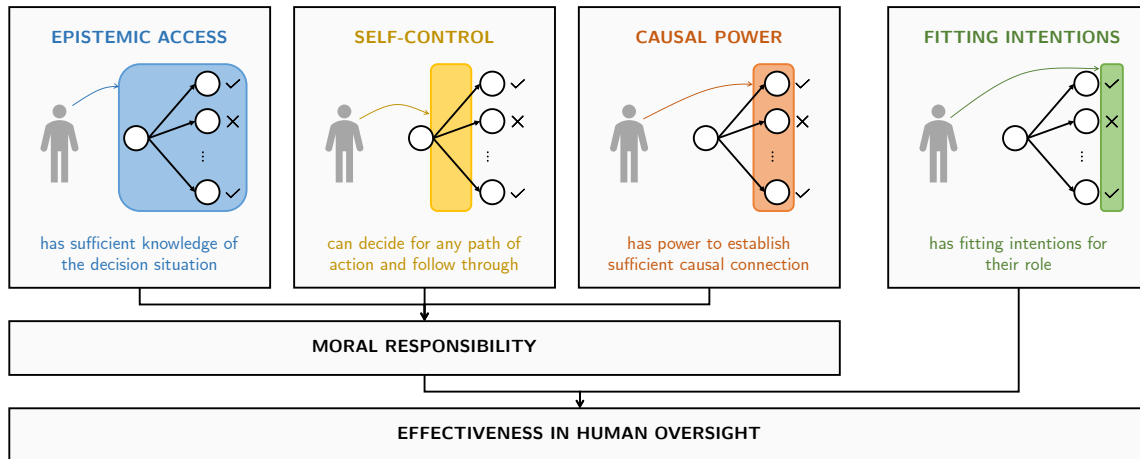 EPISTEMIC ACCESS
has sufficient knowledge of
the decision situation
SELF-CONTROL
can decide for any path of
action and follow through
CAUSAL POWER
has power to establish
sufficient causal connection
FITTING INTENTIONS
has fitting intentions for
their role
MORAL RESPONSIBILITY
EFFECTIVENESS IN HUMAN OVERSIGHT